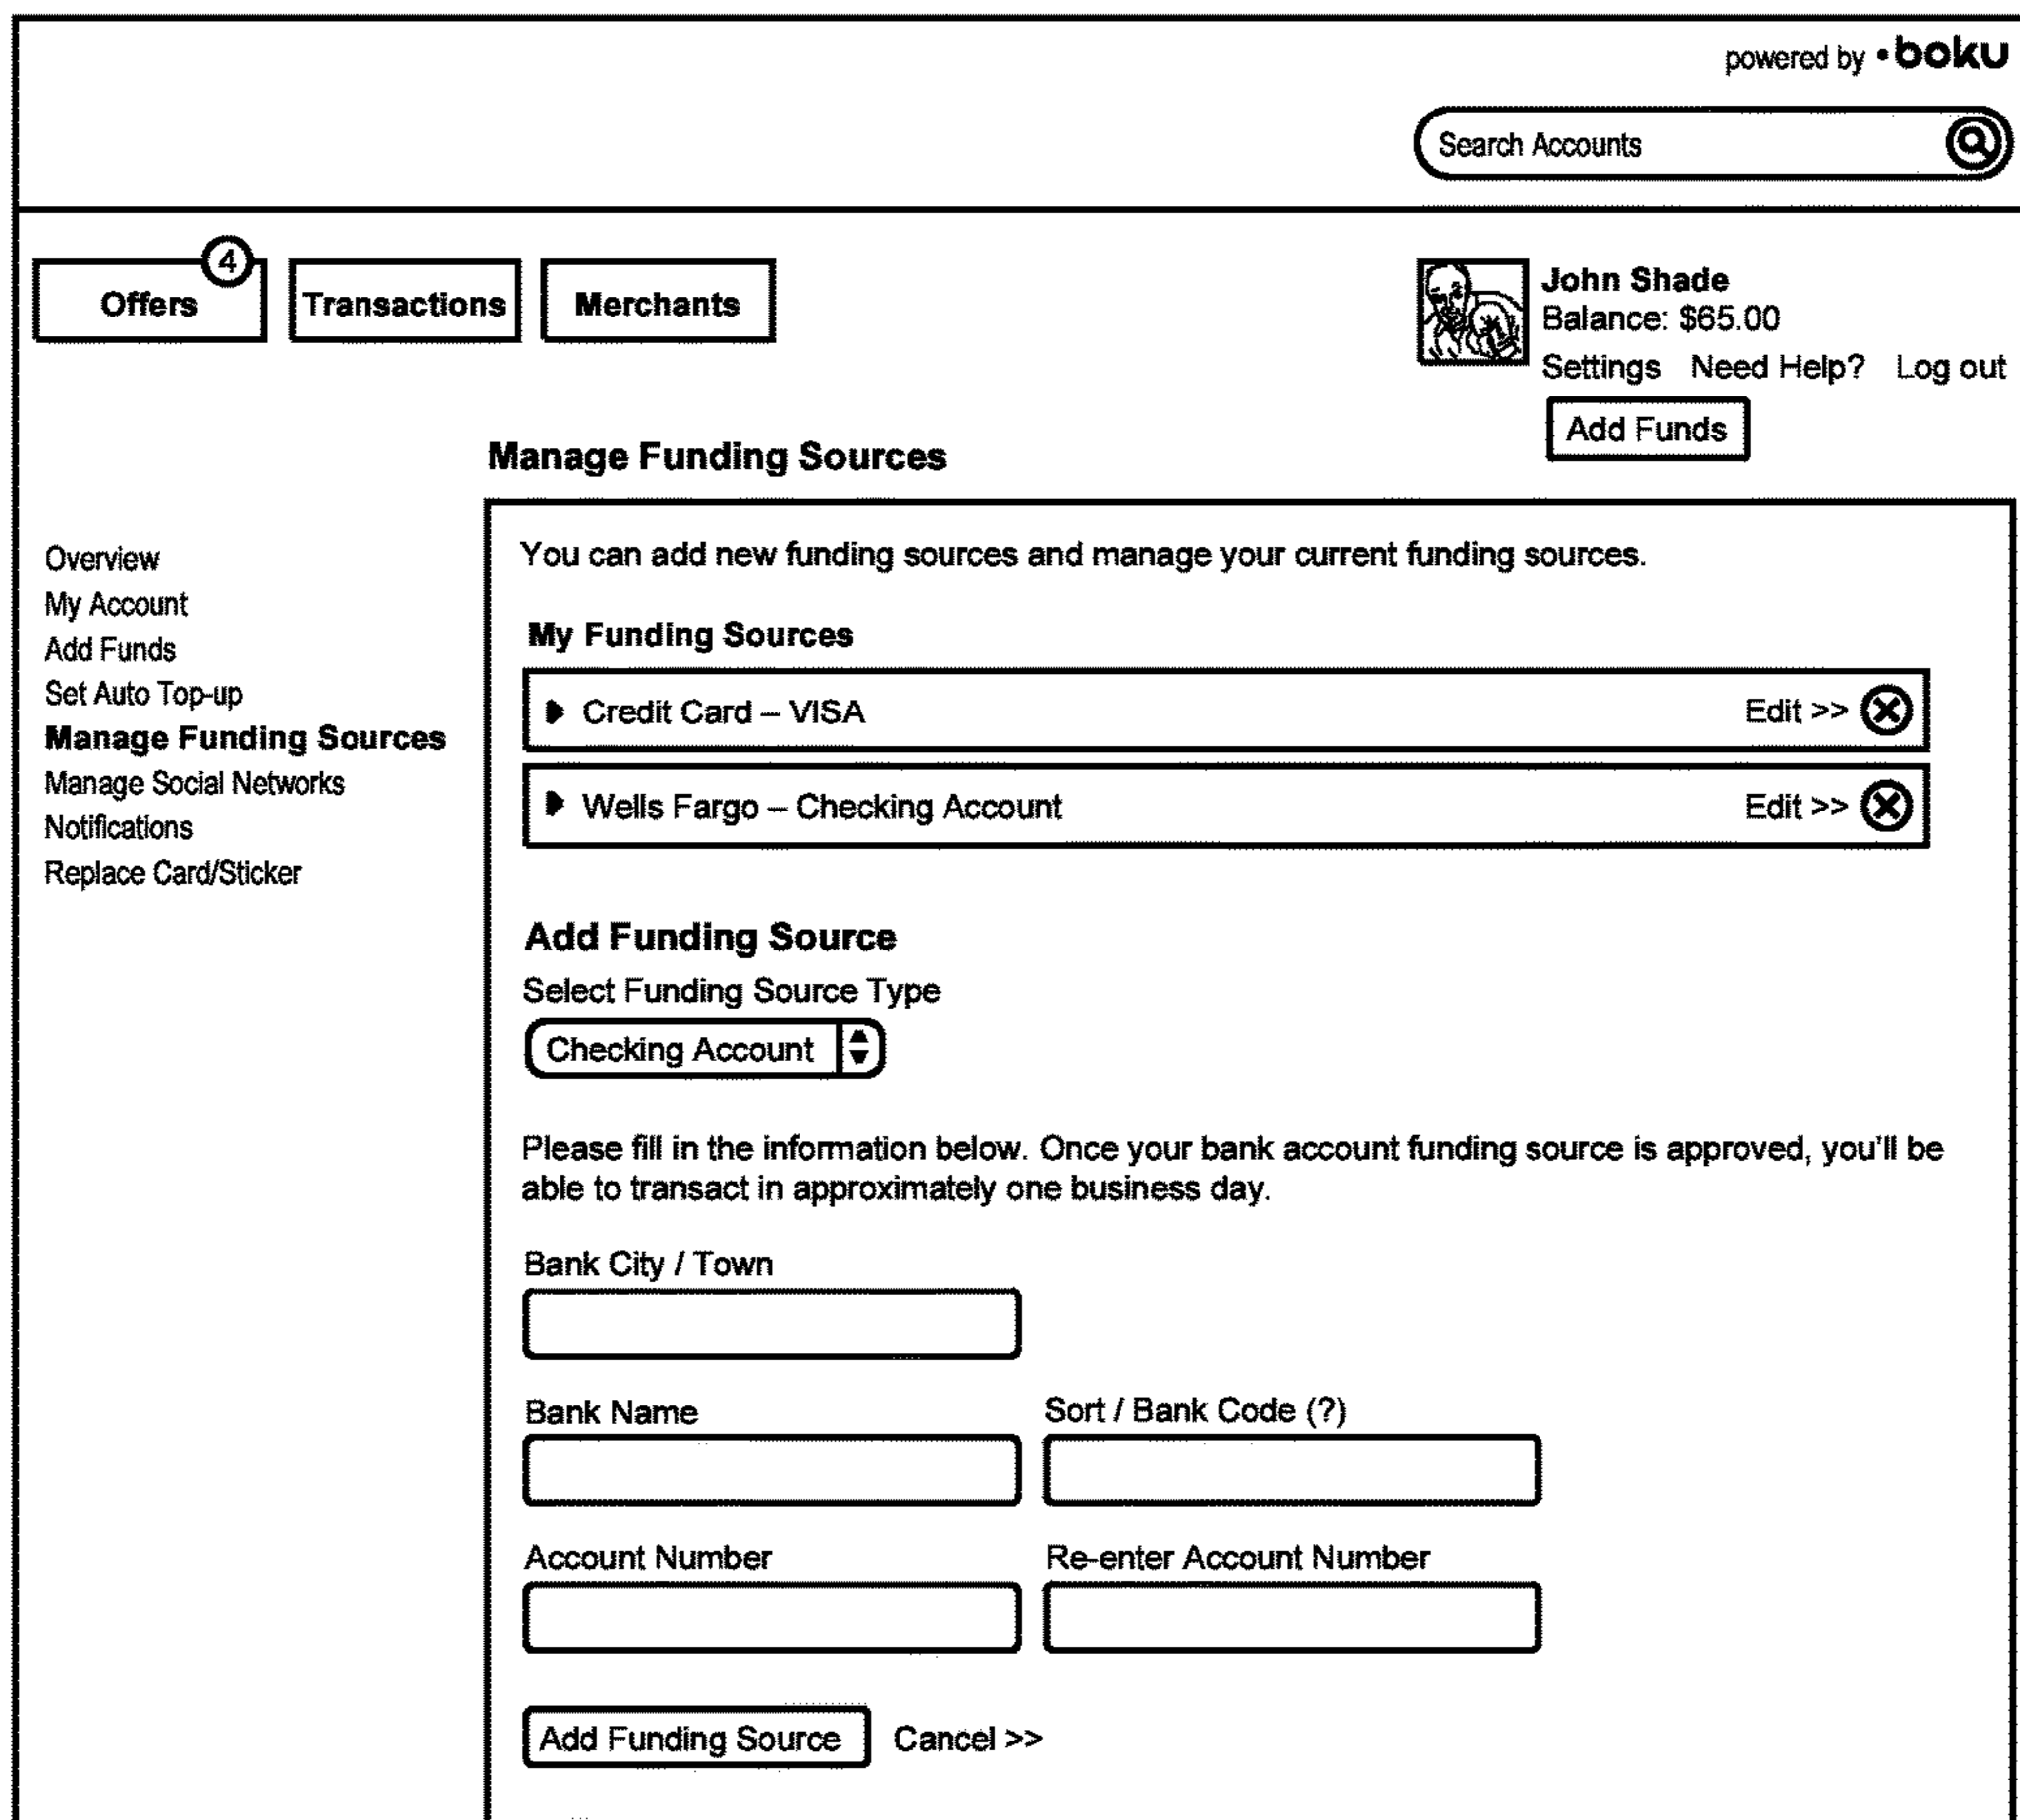 powered by •boku
Search Accounts
4
Offers
Transactions
Merchants
John Shade
Balance: $65.00
Settings Need Help? Log out
Add Funds
Manage Funding Sources
Overview
My Account
Add Funds
Set Auto Top-up
Manage Funding Sources
Manage Social Networks
Notifications
Replace Card/Sticker
You can add new funding sources and manage your current funding sources.
My Funding Sources
Credit Card – VISA Edit >>
Wells Fargo – Checking Account Edit >>
Add Funding Source
Select Funding Source Type
Checking Account
Please fill in the information below. Once your bank account funding source is approved, you'll be
able to transact in approximately one business day.
Bank City / Town
Bank Name
Sort / Bank Code (?)
Account Number
Re-enter Account Number
Add Funding Source
Cancel >>